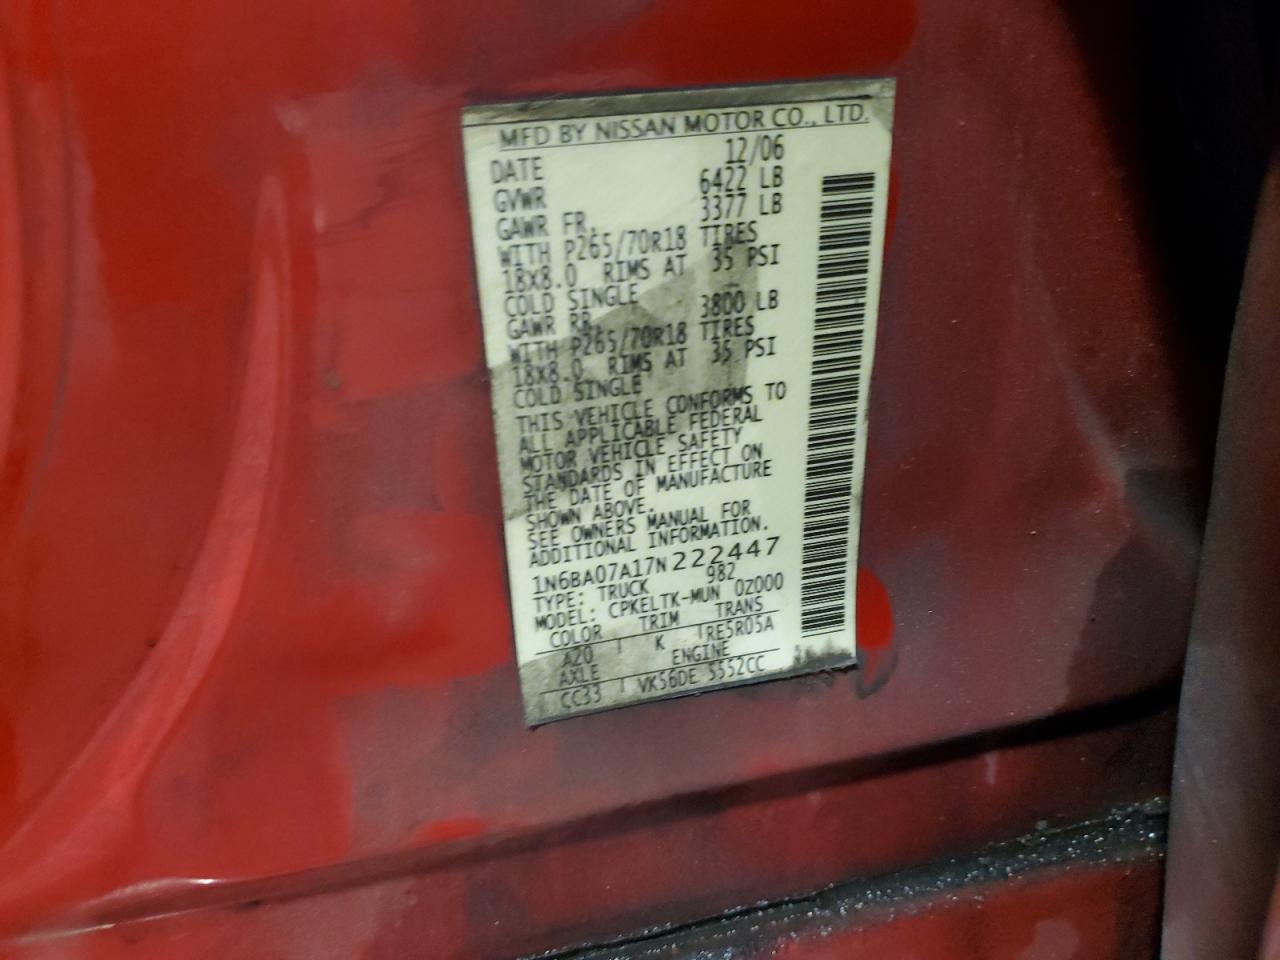 MFD BY NISSAN MOTOR CO., LTD.
DATE 12/06
GVWR 6422 LB
GAWR FR. 3377 LB
WITH P265/70R18 TIRES
18X8.0 RIMS AT 35 PSI
COLD SINGLE
GAWR RR. 3800 LB
WITH P265/70R18 TIRES
18X8.0 RIMS AT 35 PSI
COLD SINGLE
THIS VEHICLE CONFORMS TO
ALL APPLICABLE FEDERAL
MOTOR VEHICLE SAFETY
STANDARDS IN EFFECT ON
THE DATE OF MANUFACTURE
SHOWN ABOVE.
SEE OWNERS MANUAL FOR
ADDITIONAL INFORMATION.
1N6BA07A17N222447
TYPE: TRUCK 982
MODEL: CPKELTK-MUN 0Z000
COLOR TRIM TRANS
A20 K RE5R05A
AXLE ENGINE
CC33 VK56DE 5552CC